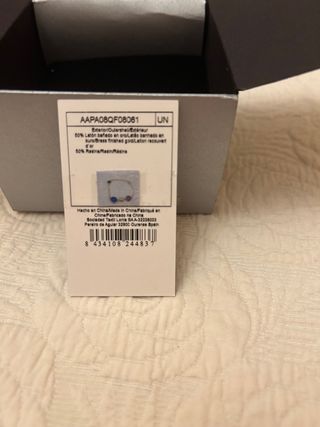 AAPA08QF08061 UN
Exterior/Outershell/Extérieur
50% Latón bañado en oro/Latão banhado em
ouro/Brass finished gold/Laiton recouvert
d'or
50% Resina/Resin/Résine
Hecho en China/Made in China/Fabriqué en
Chine/Fabricado na China
Sociedad Textil Lonia SA A-32036033
Pereiro de Aguiar 32900 Ourense Spain
8 434108 244837